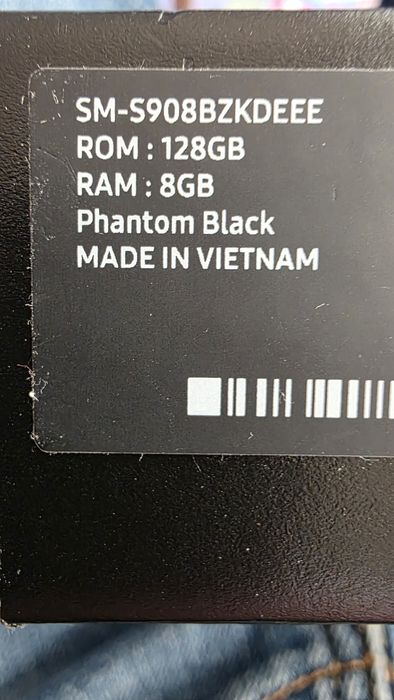 SM-S908BZKDEEE
ROM : 128GB
RAM : 8GB
Phantom Black
MADE IN VIETNAM